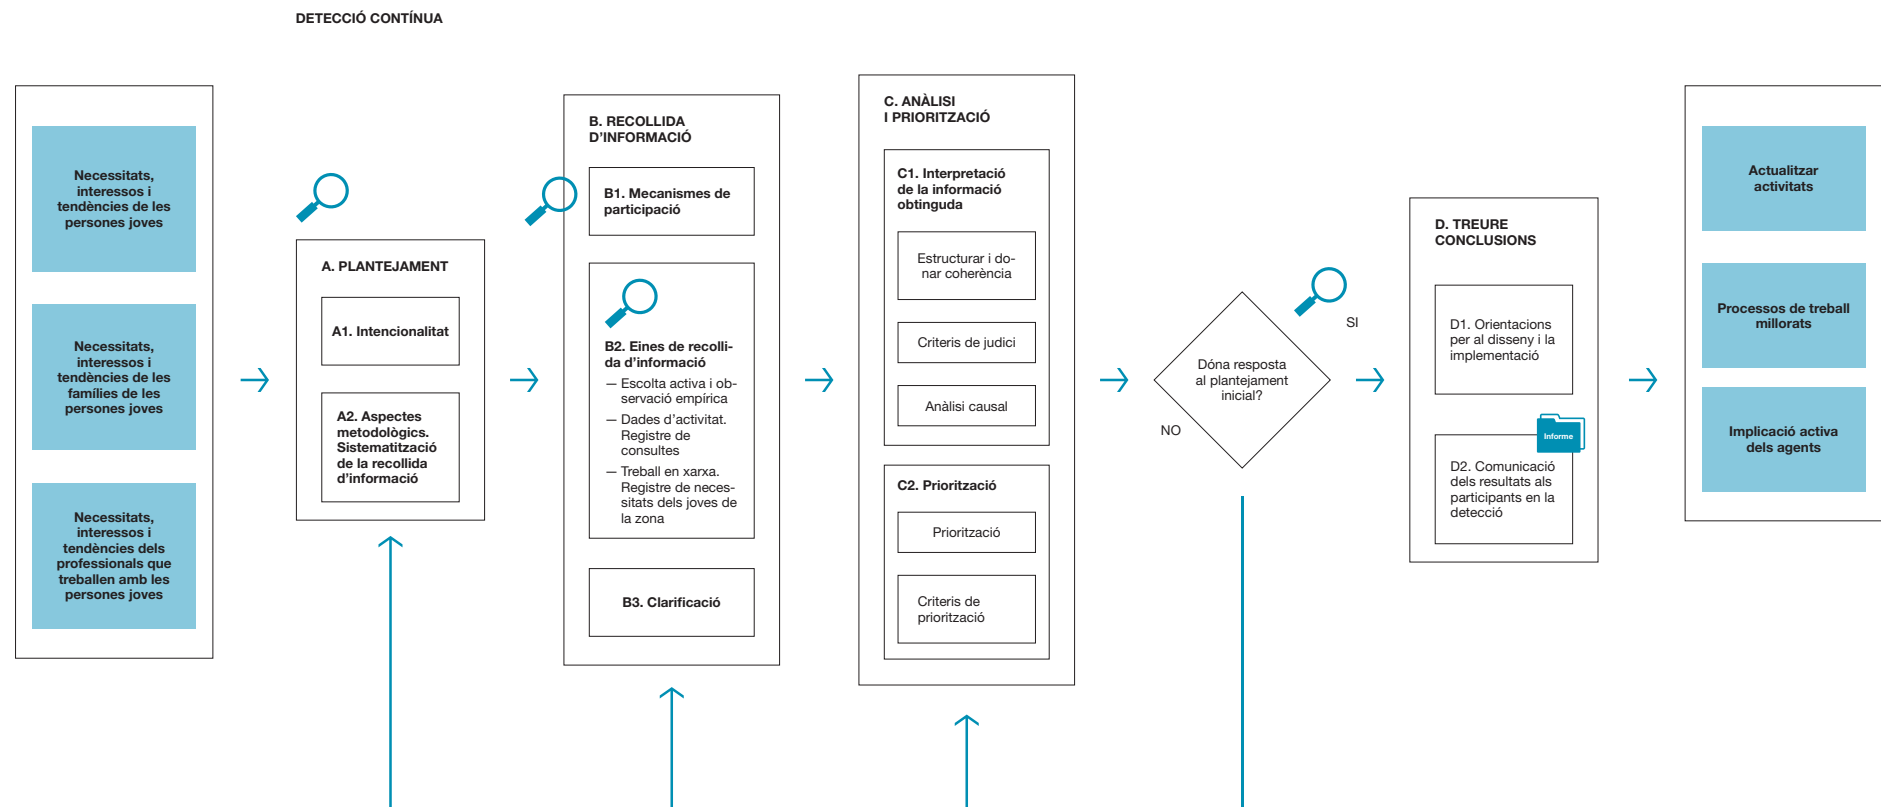 DETECCIÓ CONTÍNUA
Necessitats,
interessos i
tendències de les
persones joves
Necessitats,
interessos i
tendències de les
famílies de les
persones joves
Necessitats,
interessos i
tendències dels
professionals que
treballen amb les
persones joves
A. PLANTEJAMENT
A1. Intencionalitat
A2. Aspectes
metodològics.
Sistematització
de la recollida
d’informació
B. RECOLLIDA
D’INFORMACIÓ
B1. Mecanismes de
participació
B2. Eines de recolli-
da d’informació
— Escolta activa i ob-
servació empírica
— Dades d’activitat.
Registre de
consultes
— Treball en xarxa.
Registre de neces-
sitats dels joves de
la zona
B3. Clarificació
C. ANÀLISI
I PRIORITZACIÓ
C1. Interpretació
de la informació
obtinguda
Estructurar i do-
nar coherència
Criteris de judici
Anàlisi causal
C2. Priorització
Priorització
Criteris de
priorització
Dóna resposta
al plantejament
inicial?
SI
NO
D. TREURE
CONCLUSIONS
D1. Orientacions
per al disseny i la
implementació
Informe
D2. Comunicació
dels resultats als
participants en la
detecció
Actualitzar
activitats
Processos de treball
millorats
Implicació activa
dels agents